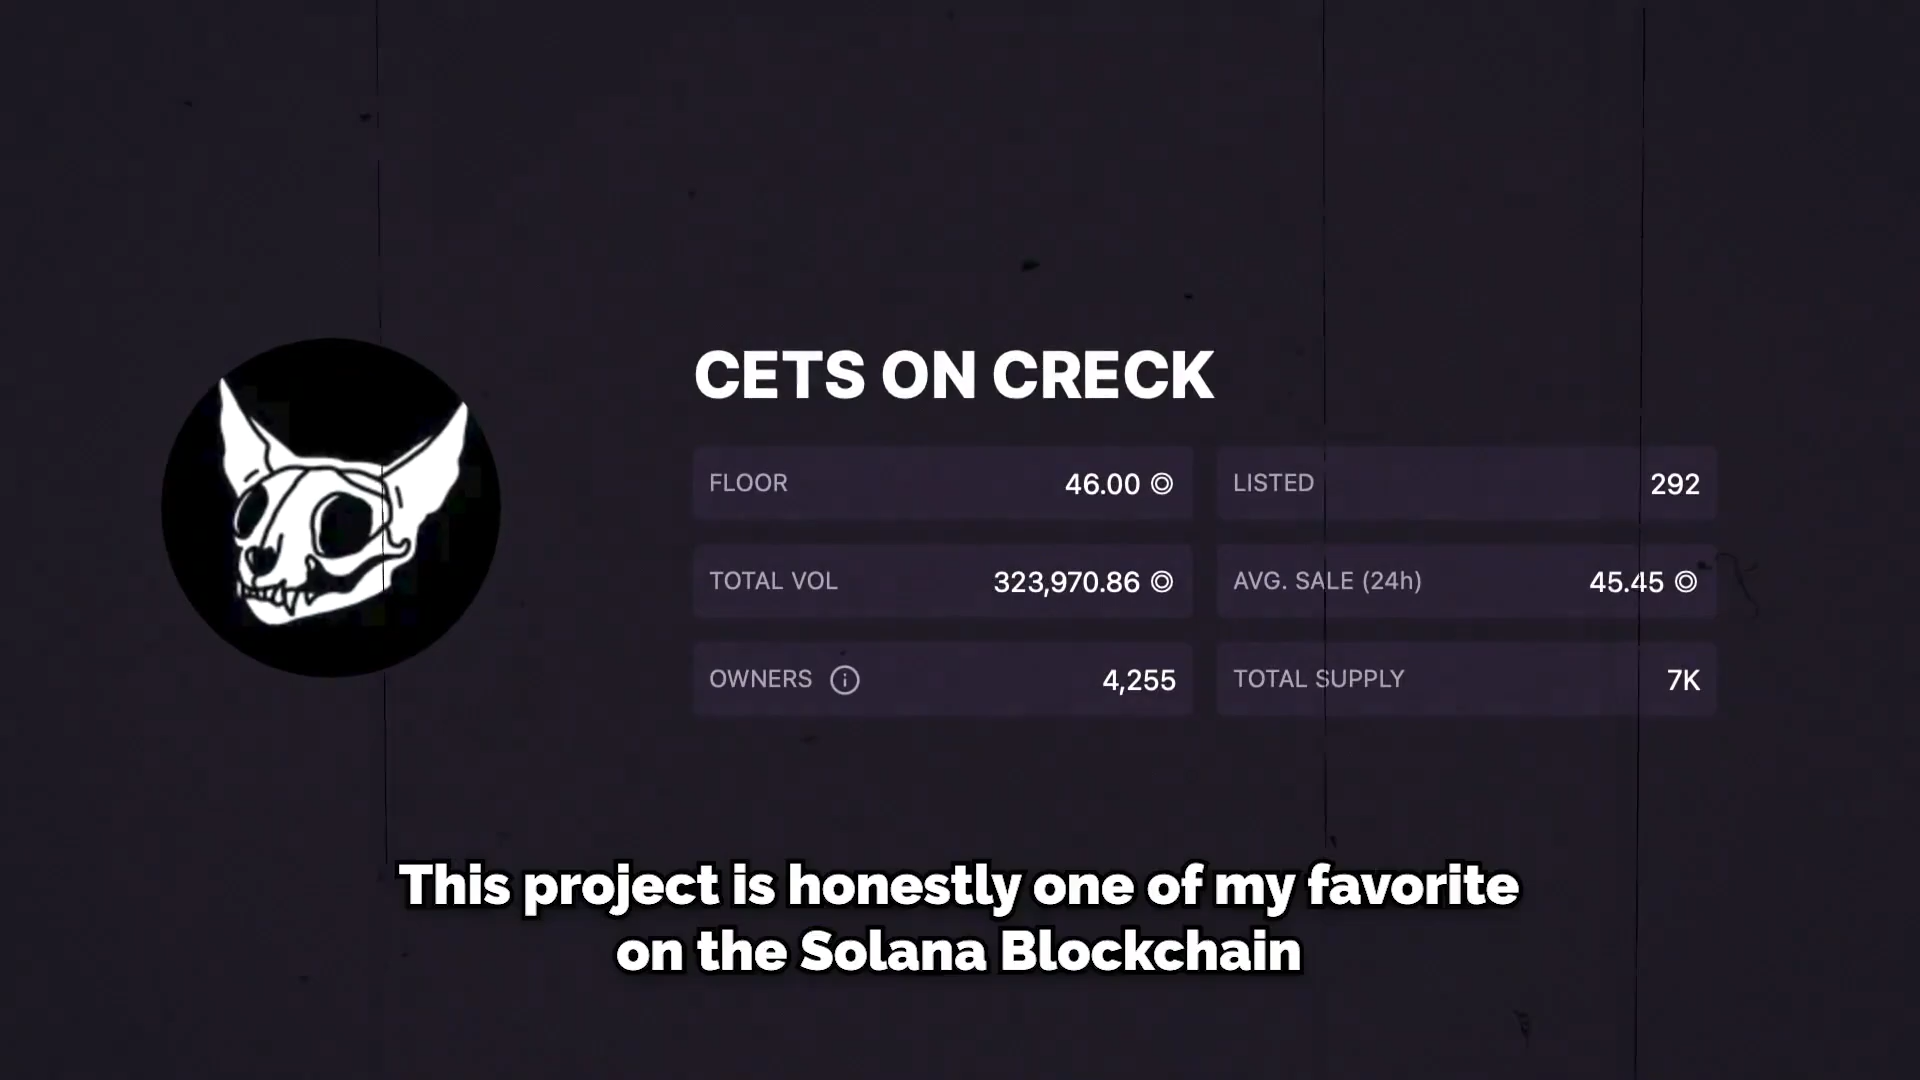 CETS ON CRECK
FLOOR 46.00
LISTED 292
TOTAL VOL 323,970.86
AVG. SALE (24h) 45.45
OWNERS 4,255
TOTAL SUPPLY 7K
This project is honestly one of my favorite
on the Solana Blockchain